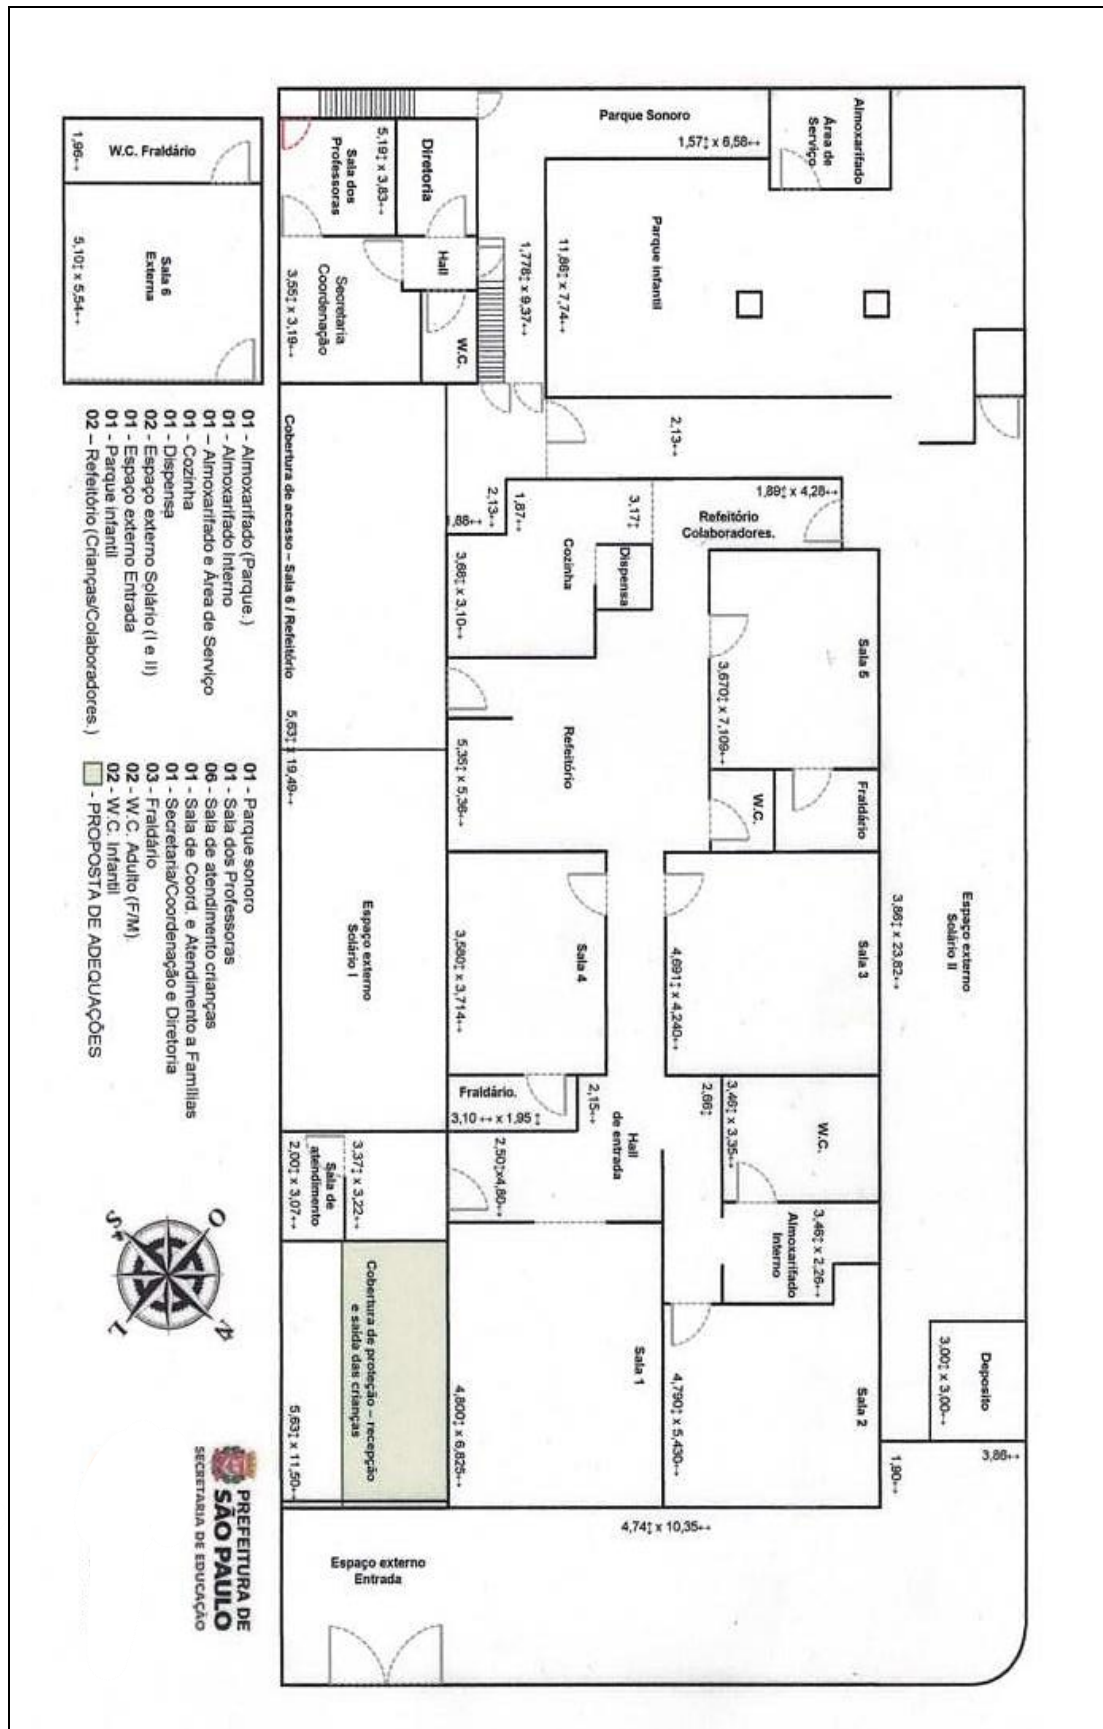 Parque Sonoro
1,57↕ x 6,58↔
Almoxarifado
Área de
Serviço
W.C. Fraldário
1,96↔
Sala 6
Externa
5,10↕ x 5,54↔
Sala dos
Professoras
5,19↕ x 3,83↔
Diretoria
Hall
Secretaria
Coordenação
3,55↕ x 3,19↔
W.C.
1,778↕ x 9,37↔
Parque infantil
11,86↕ x 7,74↔
2,13↔
Cobertura de acesso – Sala 6 / Refeitório
5,63↕ x 19,49↔
1,88↔
2,13↔
1,87↔
3,17↕
Cozinha
3,68↕ x 3,10↔
Dispensa
1,89↕ x 4,28↔
Refeitório
Colaboradores.
Sala 5
3,670↕ x 7,109↔
Refeitório
5,35↕ x 5,36↔
W.C.
Fraldário
Espaço externo
Solário I
Sala 4
3,580↕ x 3,714↔
Sala 3
4,691↕ x 4,240↔
Espaço externo
Solário II
3,86↕ x 23,82↔
Fraldário.
3,10 ↔ x 1,95 ↕
2,15↔
Hall
de entrada
2,50↕x4,80↔
2,66↕
W.C.
3,46↕ x 3,35↔
Sala de
atendimento
3,37↕ x 3,22↔
2,00↕ x 3,07↔
Almoxarifado
Interno
3,46↕ x 2,26↔
Cobertura de proteção – recepção
e saída das crianças
5,63↕ x 11,50↔
Sala 1
4,800↕ x 6,825↔
Sala 2
4,790↕ x 5,430↔
Deposito
3,00↕ x 3,00↔
3,86↔
1,90↔
4,74↕ x 10,35↔
Espaço externo
Entrada
01 - Almoxarifado (Parque.)
01 - Almoxarifado Interno
01 – Almoxarifado e Área de Serviço
01 - Cozinha
01 - Dispensa
02 - Espaço externo Solário (I e II)
01 - Espaço externo Entrada
01 - Parque infantil
02 – Refeitório (Crianças/Colaboradores.)
01 - Parque sonoro
01 - Sala dos Professoras
06 - Sala de atendimento crianças
01 - Sala de Coord. e Atendimento a Famílias
01 - Secretaria/Coordenação e Diretoria
03 - Fraldário
02 - W.C. Adulto (F/M).
02 - W.C. Infantil
- PROPOSTA DE ADEQUAÇÕES
O
N
S
L
PREFEITURA DE
SÃO PAULO
SECRETARIA DE EDUCAÇÃO